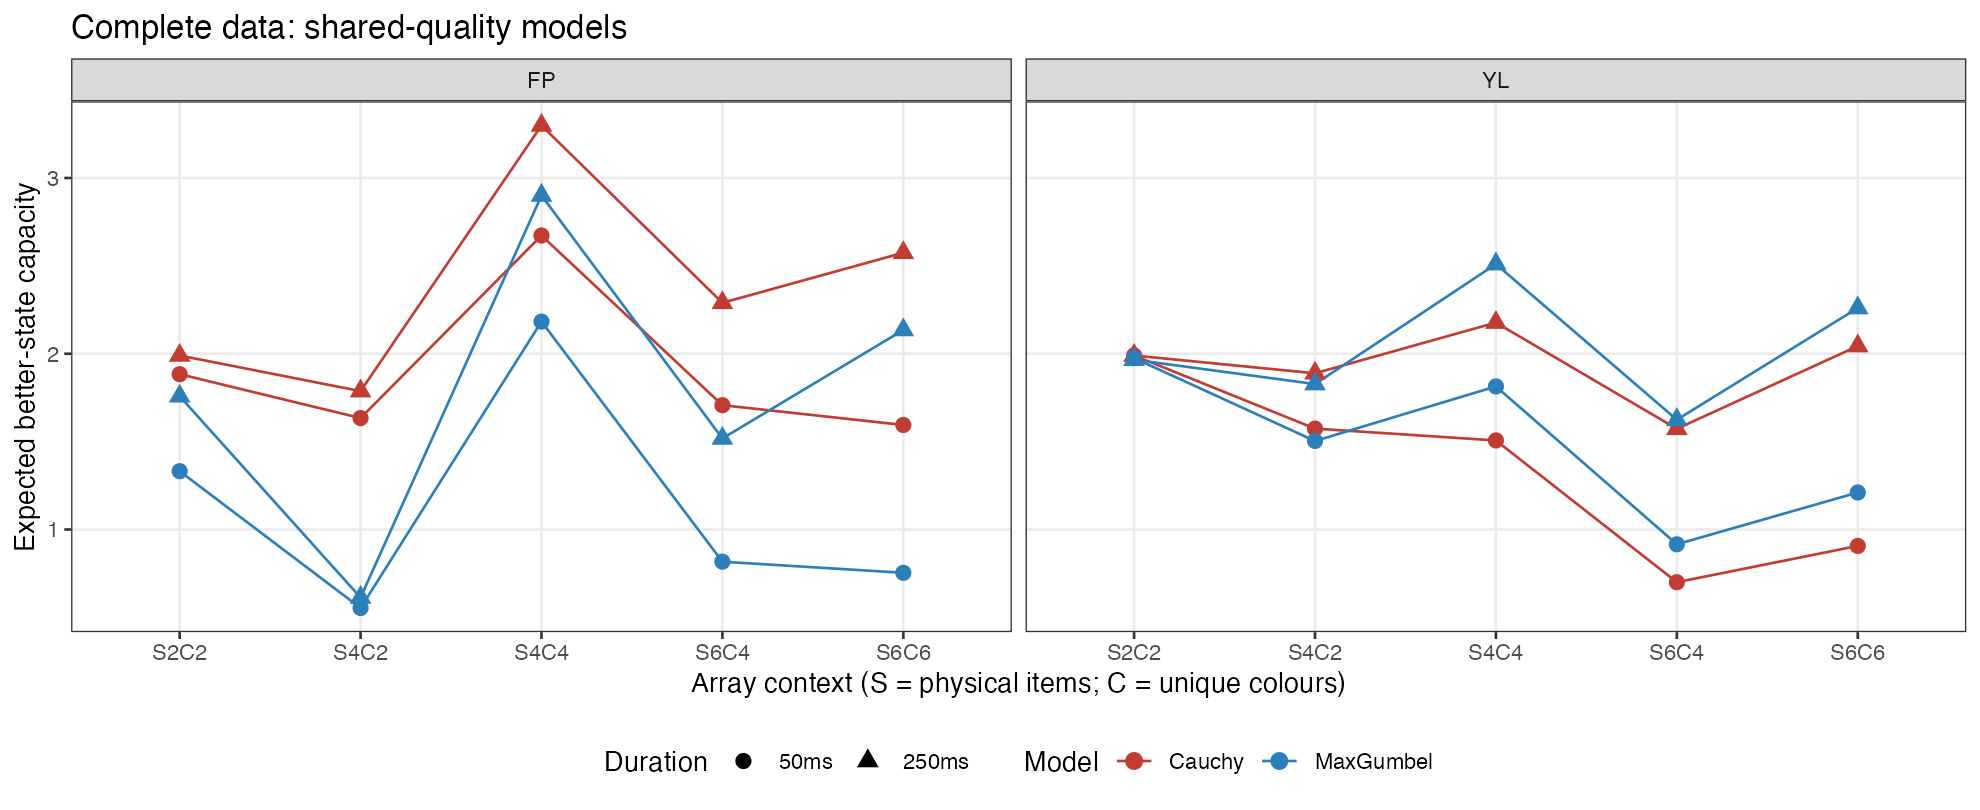 Complete data: shared-quality models
FP
YL
Expected better-state capacity
3
2
1
S2C2 S4C2 S4C4 S6C4 S6C6
S2C2 S4C2 S4C4 S6C4 S6C6
Array context (S = physical items; C = unique colours)
Duration 50ms 250ms Model Cauchy MaxGumbel